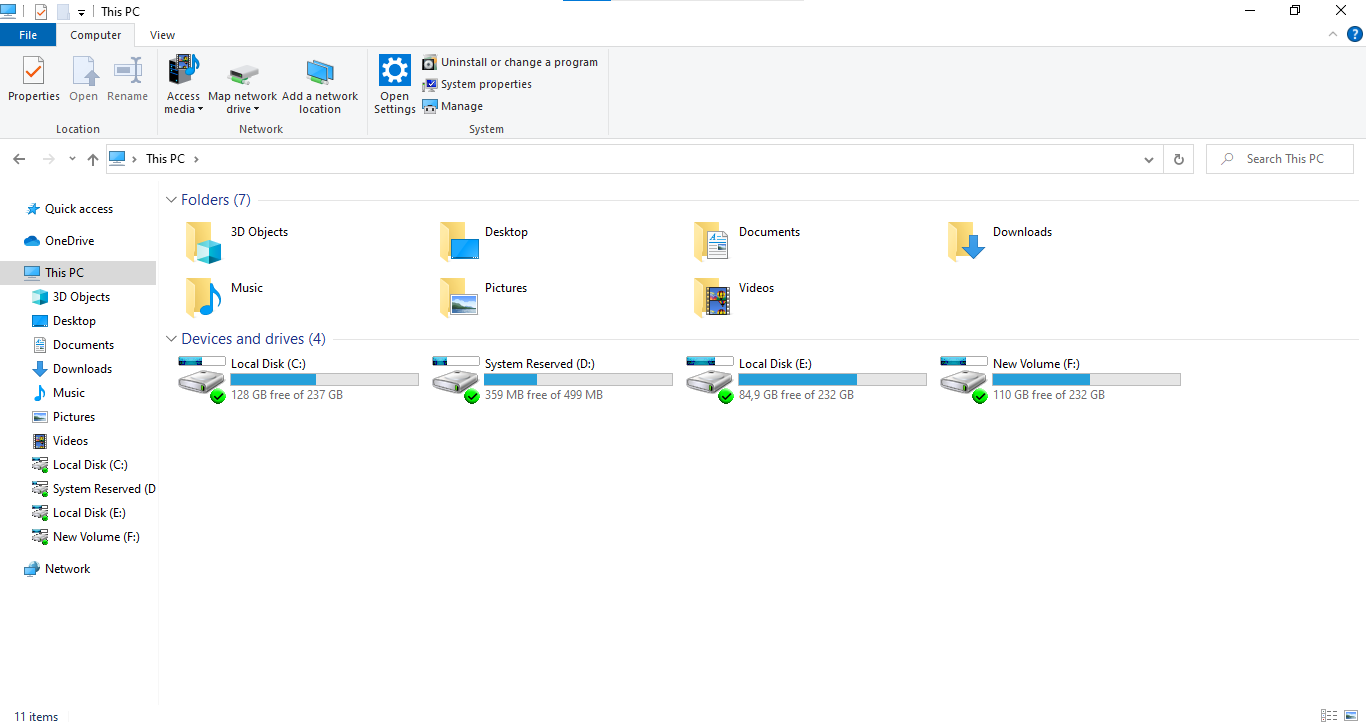 This PC
File Computer View
Uninstall or change a program
System properties
Manage
Properties Open Rename
Access media
Map network drive
Add a network location
Open Settings
Location Network System
This PC
Search This PC
Quick access
OneDrive
This PC
3D Objects
Desktop
Documents
Downloads
Music
Pictures
Videos
Local Disk (C:)
System Reserved (D
Local Disk (E:)
New Volume (F:)
Network
Folders (7)
3D Objects
Desktop
Documents
Downloads
Music
Pictures
Videos
Devices and drives (4)
Local Disk (C:)
128 GB free of 237 GB
System Reserved (D:)
359 MB free of 499 MB
Local Disk (E:)
84,9 GB free of 232 GB
New Volume (F:)
110 GB free of 232 GB
11 items